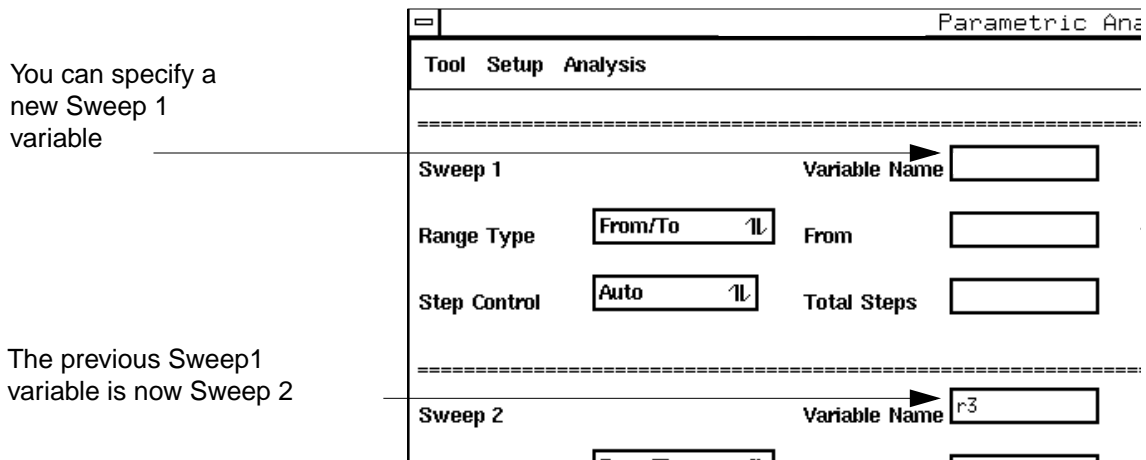 Parametric Ana
Tool Setup Analysis
You can specify a
new Sweep 1
variable
Sweep 1 Variable Name
Range Type From/To From
Step Control Auto Total Steps
The previous Sweep1
variable is now Sweep 2
Sweep 2 Variable Name r3